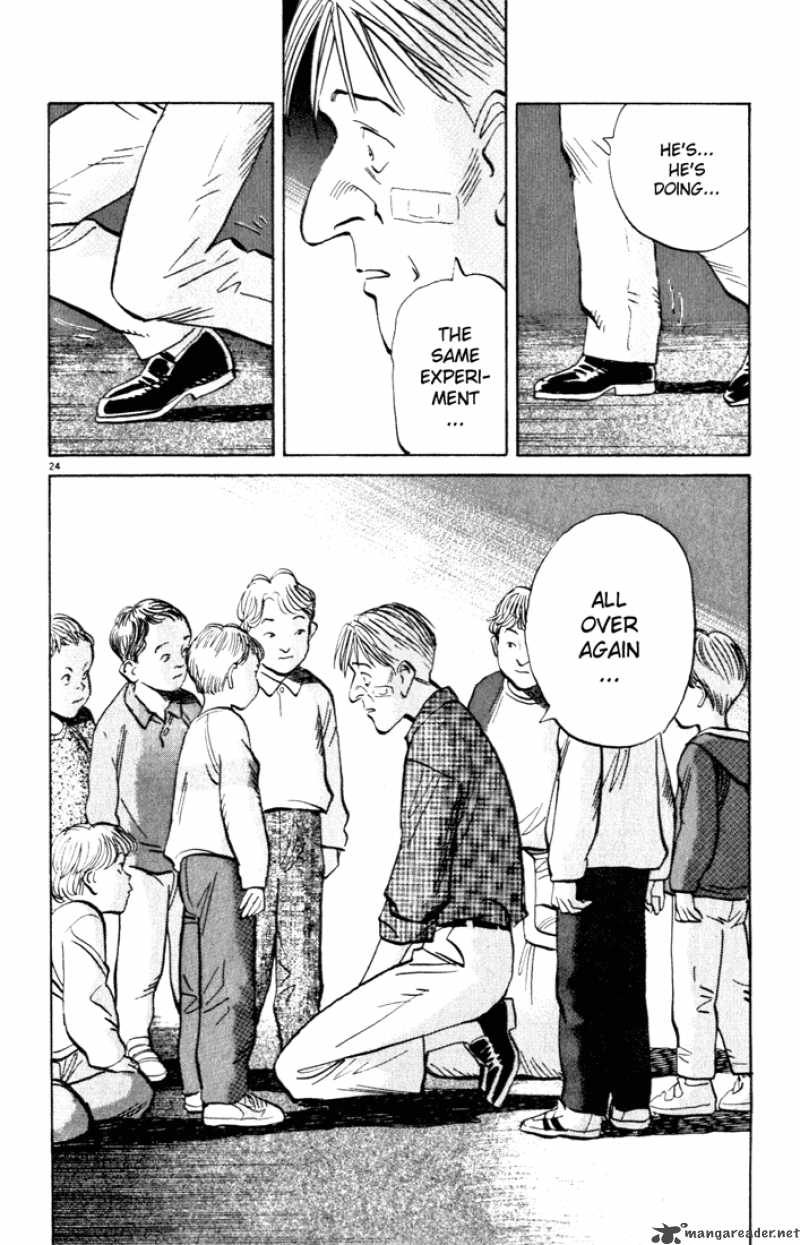 HE'S...
HE'S
DOING...
THE
SAME
EXPERI-
MENT
...
24
ALL
OVER
AGAIN
...
mangareader.net